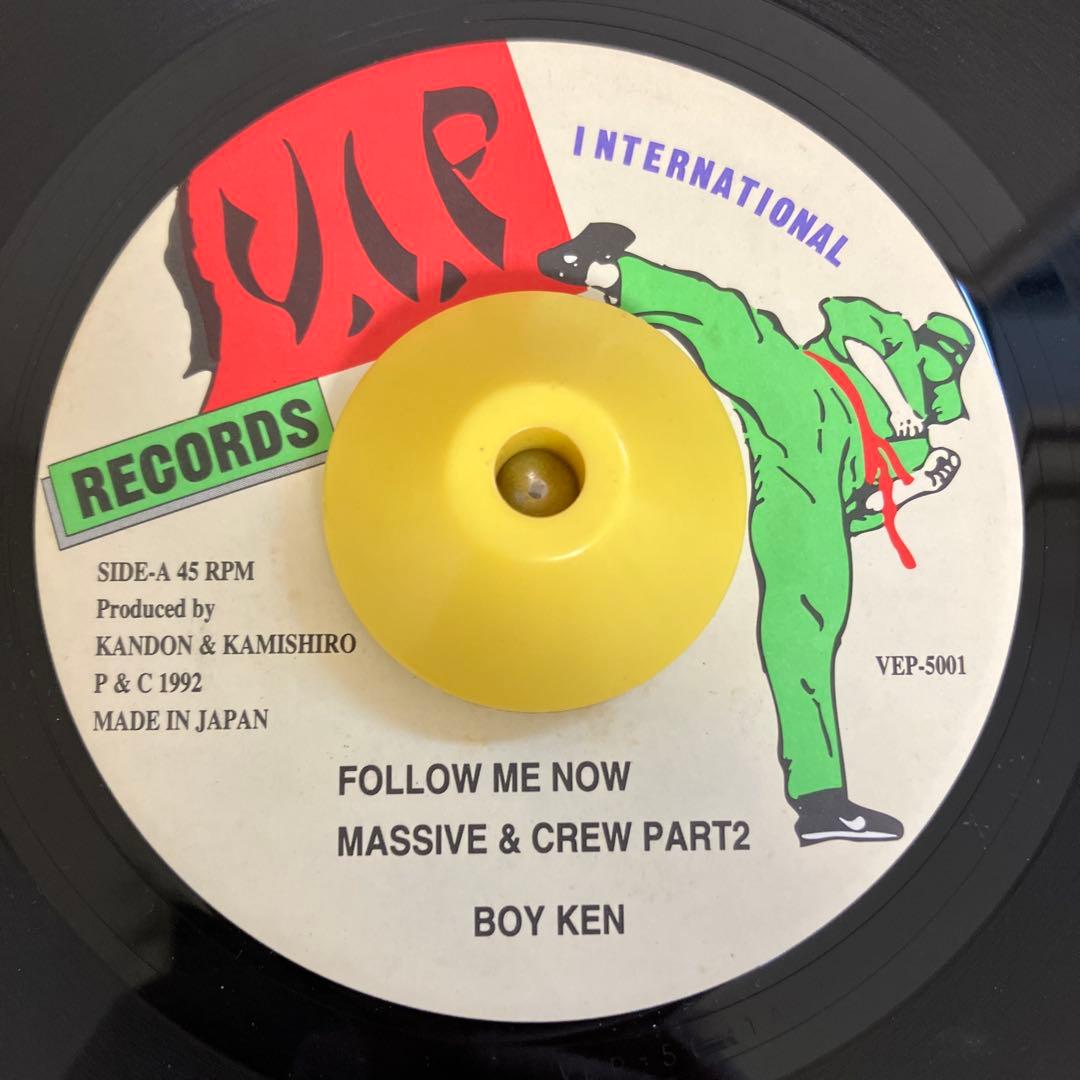 V.I.P
INTERNATIONAL
RECORDS
SIDE-A 45 RPM
Produced by
KANDON & KAMISHIRO
P & C 1992
MADE IN JAPAN
VEP-5001
FOLLOW ME NOW
MASSIVE & CREW PART2
BOY KEN